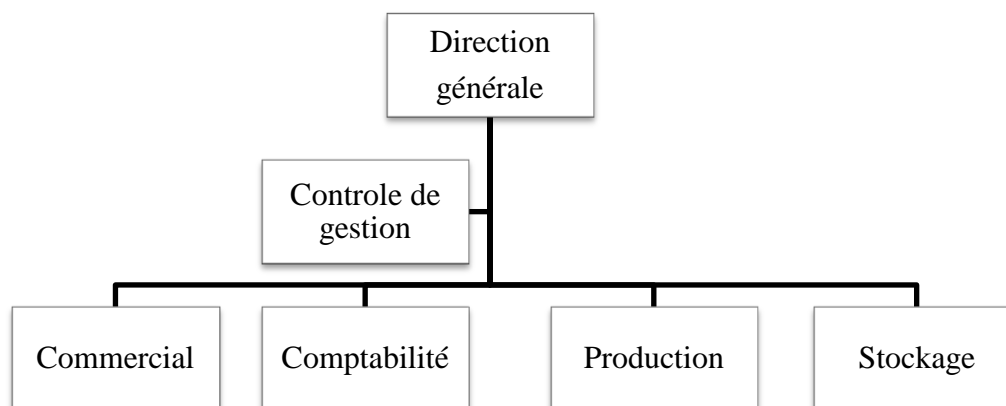 Direction
générale
Controle de
gestion
Commercial
Comptabilité
Production
Stockage